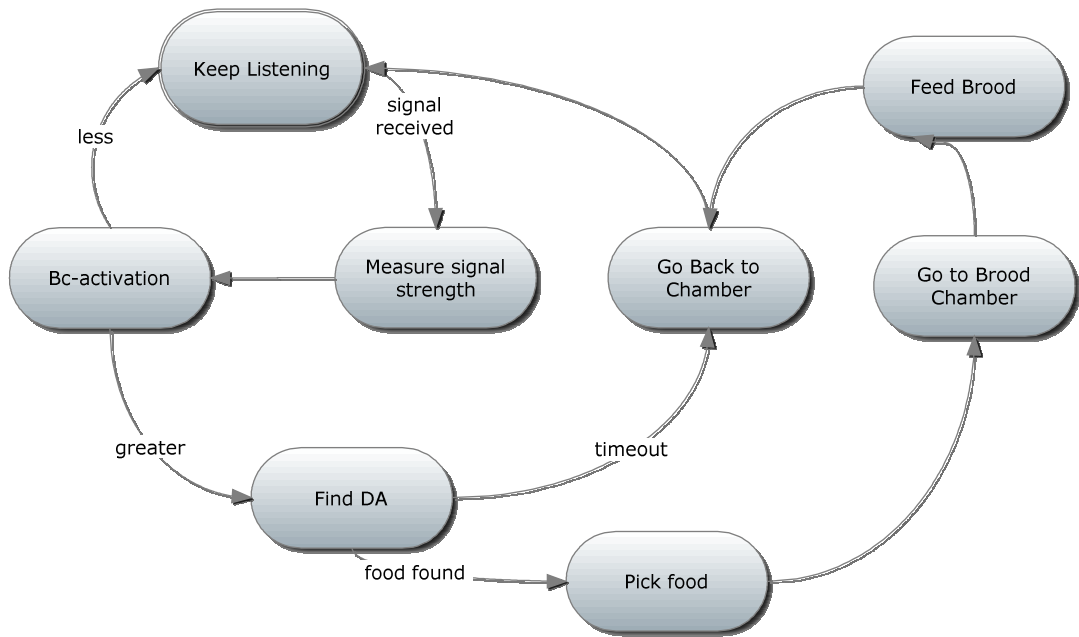 Keep Listening
signal
received
Feed Brood
less
Bc-activation
Measure signal
strength
Go Back to
Chamber
Go to Brood
Chamber
greater
timeout
Find DA
food found
Pick food